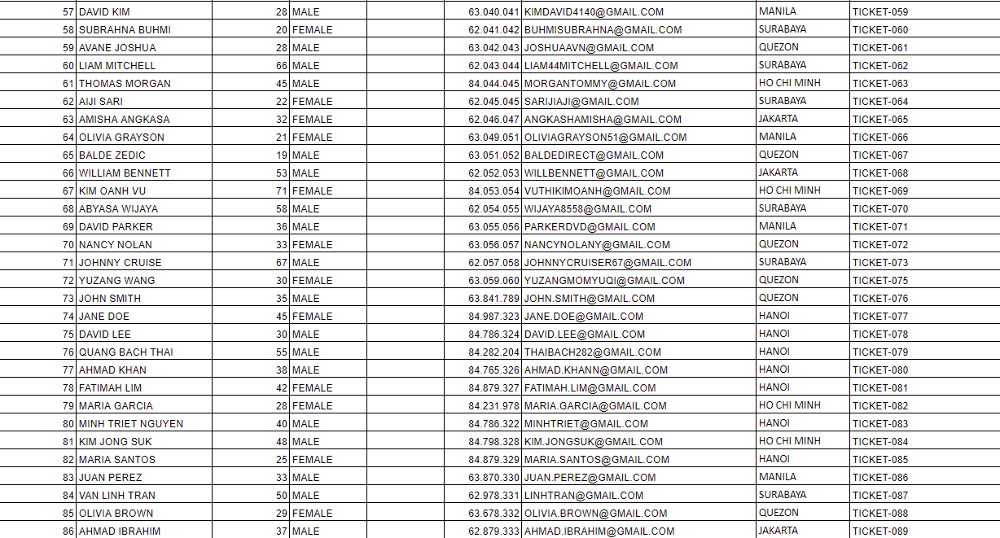 57 DAVID KIM 28 MALE 63.040.041 KIMDAVID4140@GMAIL.COM MANILA TICKET-059
58 SUBRAHNA BUHMI 20 FEMALE 62.041.042 BUHMISUBRAHNA@GMAIL.COM SURABAYA TICKET-060
59 AVANE JOSHUA 28 MALE 63.042.043 JOSHUAAVN@GMAIL.COM QUEZON TICKET-061
60 LIAM MITCHELL 66 MALE 62.043.044 LIAM44MITCHELL@GMAIL.COM SURABAYA TICKET-062
61 THOMAS MORGAN 45 MALE 84.044.045 MORGANTOMMY@GMAIL.COM HO CHI MINH TICKET-063
62 AIJI SARI 22 FEMALE 62.045.045 SARIJIAJI@GMAIL.COM SURABAYA TICKET-064
63 AMISHA ANGKASA 32 FEMALE 62.046.047 ANGKASHAMISHA@GMAIL.COM JAKARTA TICKET-065
64 OLIVIA GRAYSON 21 FEMALE 63.049.051 OLIVIAGRAYSON51@GMAIL.COM MANILA TICKET-066
65 BALDE ZEDIC 19 MALE 63.051.052 BALDEDIRECT@GMAIL.COM QUEZON TICKET-067
66 WILLIAM BENNETT 53 MALE 62.052.053 WILLBENNETT@GMAIL.COM JAKARTA TICKET-068
67 KIM OANH VU 71 FEMALE 84.053.054 VUTHIKIMOANH@GMAIL.COM HO CHI MINH TICKET-069
68 ABYASA WIJAYA 58 MALE 62.054.055 WIJAYA8558@GMAIL.COM SURABAYA TICKET-070
69 DAVID PARKER 36 MALE 63.055.056 PARKERDVD@GMAIL.COM MANILA TICKET-071
70 NANCY NOLAN 33 FEMALE 63.056.057 NANCYNOLANY@GMAIL.COM QUEZON TICKET-072
71 JOHNNY CRUISE 67 MALE 62.057.058 JOHNNYCRUISER67@GMAIL.COM SURABAYA TICKET-073
72 YUZANG WANG 30 FEMALE 63.059.060 YUZANGMOMYUQI@GMAIL.COM QUEZON TICKET-075
73 JOHN SMITH 35 MALE 63.841.789 JOHN.SMITH@GMAIL.COM QUEZON TICKET-076
74 JANE DOE 45 FEMALE 84.987.323 JANE.DOE@GMAIL.COM HANOI TICKET-077
75 DAVID LEE 30 MALE 84.786.324 DAVID.LEE@GMAIL.COM HANOI TICKET-078
76 QUANG BACH THAI 55 MALE 84.282.204 THAIBACH282@GMAIL.COM HANOI TICKET-079
77 AHMAD KHAN 38 MALE 84.765.326 AHMAD.KHANN@GMAIL.COM HANOI TICKET-080
78 FATIMAH LIM 42 FEMALE 84.879.327 FATIMAH.LIM@GMAIL.COM HANOI TICKET-081
79 MARIA GARCIA 28 FEMALE 84.231.978 MARIA.GARCIA@GMAIL.COM HO CHI MINH TICKET-082
80 MINH TRIET NGUYEN 40 MALE 84.786.322 MINHTRIET@GMAIL.COM HANOI TICKET-083
81 KIM JONG SUK 48 MALE 84.798.328 KIM.JONGSUK@GMAIL.COM HO CHI MINH TICKET-084
82 MARIA SANTOS 25 FEMALE 84.879.329 MARIA.SANTOS@GMAIL.COM HANOI TICKET-085
83 JUAN PEREZ 33 MALE 63.870.330 JUAN.PEREZ@GMAIL.COM MANILA TICKET-086
84 VAN LINH TRAN 50 MALE 62.978.331 LINHTRAN@GMAIL.COM SURABAYA TICKET-087
85 OLIVIA BROWN 29 FEMALE 63.678.332 OLIVIA.BROWN@GMAIL.COM QUEZON TICKET-088
86 AHMAD IBRAHIM 37 MALE 62.879.333 AHMAD.IBRAHIM@GMAIL.COM JAKARTA TICKET-089